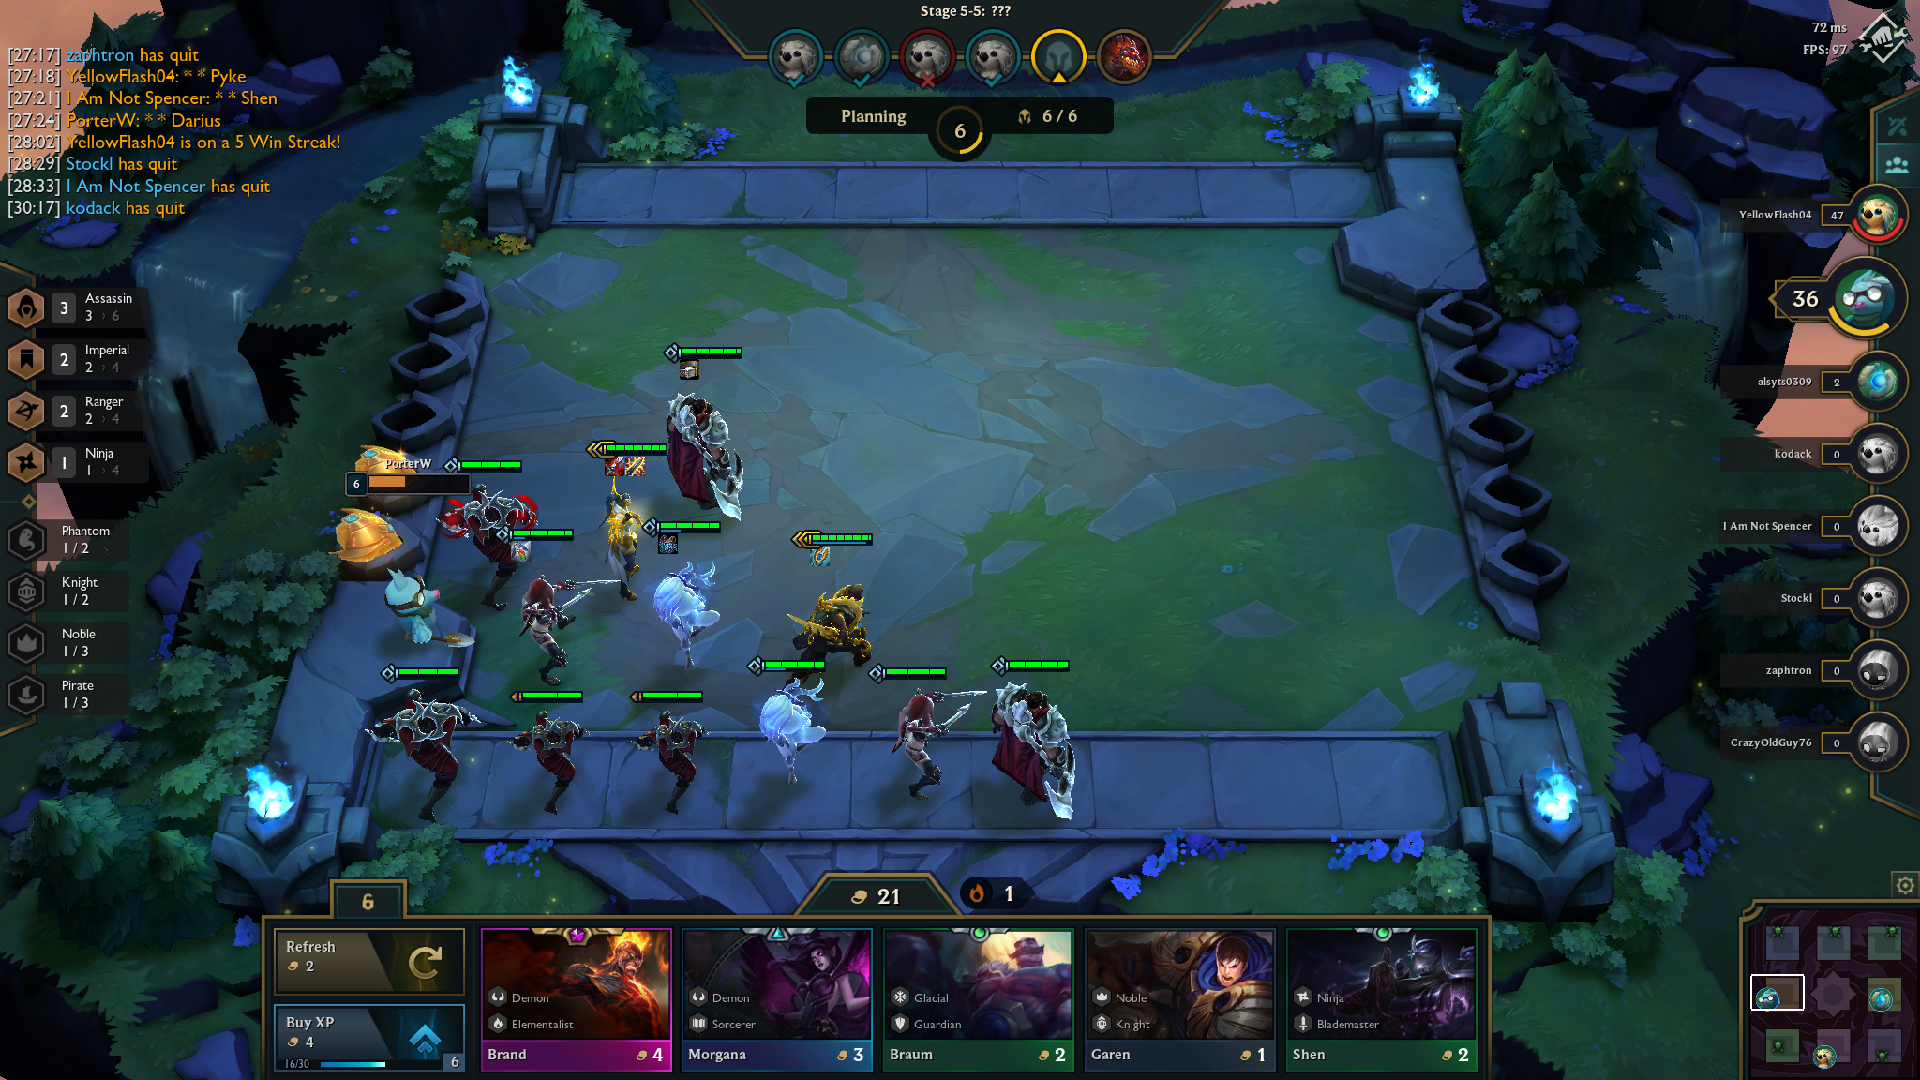 Stage 5-5: ???
72 ms
FPS: 97
[27:17] zaphtron has quit
[27:18] YellowFlash04: * * Pyke
[27:21] I Am Not Spencer: * * Shen
[27:24] PorterW: * * Darius
[28:02] YellowFlash04 is on a 5 Win Streak!
[28:29] Stockl has quit
[28:33] I Am Not Spencer has quit
[30:17] kodack has quit
Planning 6 6 / 6
YellowFlash04 47
36
alsyts0309 2
kodack 0
I Am Not Spencer 0
Stockl 0
zaphtron 0
CrazyOldGuy76 0
3 Assassin
3 › 6
2 Imperial
2 › 4
2 Ranger
2 › 4
1 Ninja
1 › 4
Phantom
1 / 2
Knight
1 / 2
Noble
1 / 3
Pirate
1 / 3
PorterW
6
6
21
1
Refresh
2
Buy XP
4
16/30 6
Demon
Elementalist
Brand 4
Demon
Sorcerer
Morgana 3
Glacial
Guardian
Braum 2
Noble
Knight
Garen 1
Ninja
Blademaster
Shen 2